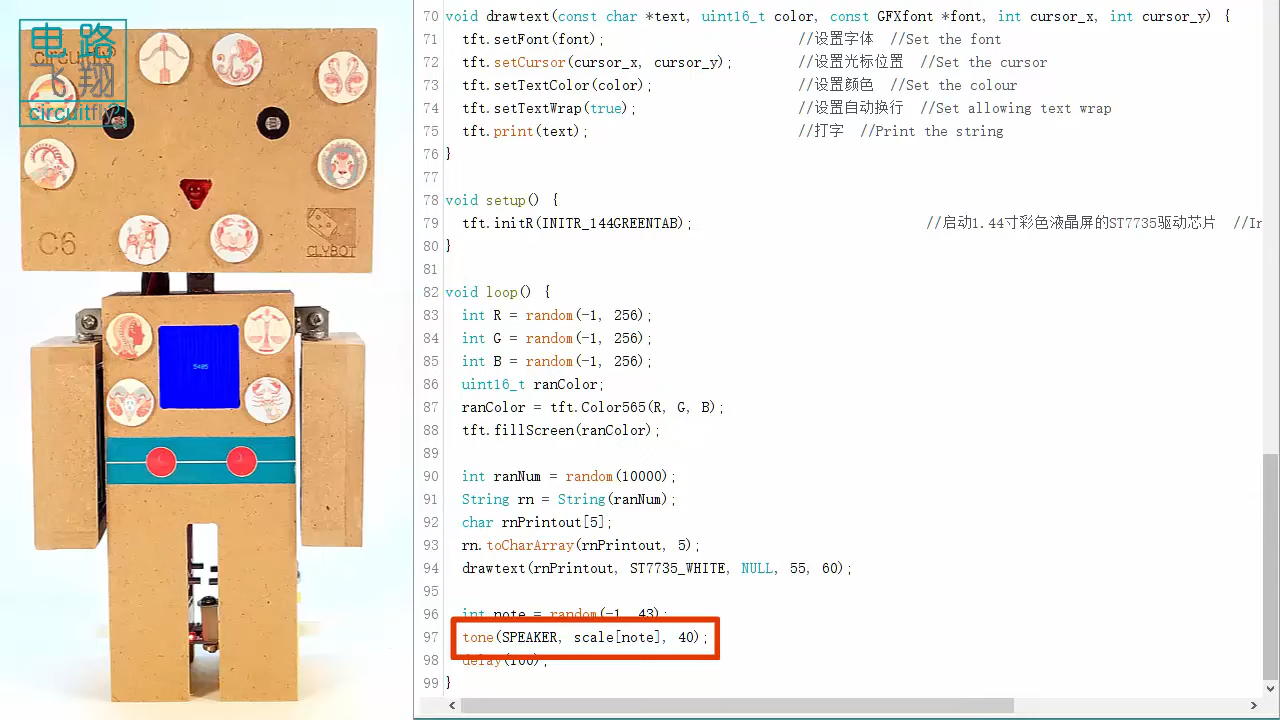 电路
飞翔
circuitfly
circuitfly
C6
CLYBOT
5485
70 void drawtext(const char *text, uint16_t color, const GFXfont *font, int cursor_x, int cursor_y) {
71 tft.setFont(font); //设置字体 //Set the font
72 tft.setCursor(cursor_x, cursor_y); //设置光标位置 //Set the cursor
73 tft.setTextColor(color); //设置颜色 //Set the colour
74 tft.setTextWrap(true); //设置自动换行 //Set allowing text wrap
75 tft.print(text); //打字 //Print the string
76 }
77
78 void setup() {
79 tft.initR(INITR_144GREENTAB); //启动1.44寸彩色液晶屏的ST7735驱动芯片 //In
80 }
81
82 void loop() {
83 int R = random(-1, 256);
84 int G = random(-1, 256);
85 int B = random(-1, 256);
86 uint16_t ranColor;
87 ranColor = tft.Color565(R, G, B);
88 tft.fillScreen(ranColor);
89
90 int ranNum = random(10000);
91 String rn = String(ranNum);
92 char rnPrintout[5];
93 rn.toCharArray(rnPrintout, 5);
94 drawtext(rnPrintout, ST7735_WHITE, NULL, 55, 60);
95
96 int note = random(-1, 43);
97 tone(SPEAKER, scale[note], 40);
98 delay(100);
99 }